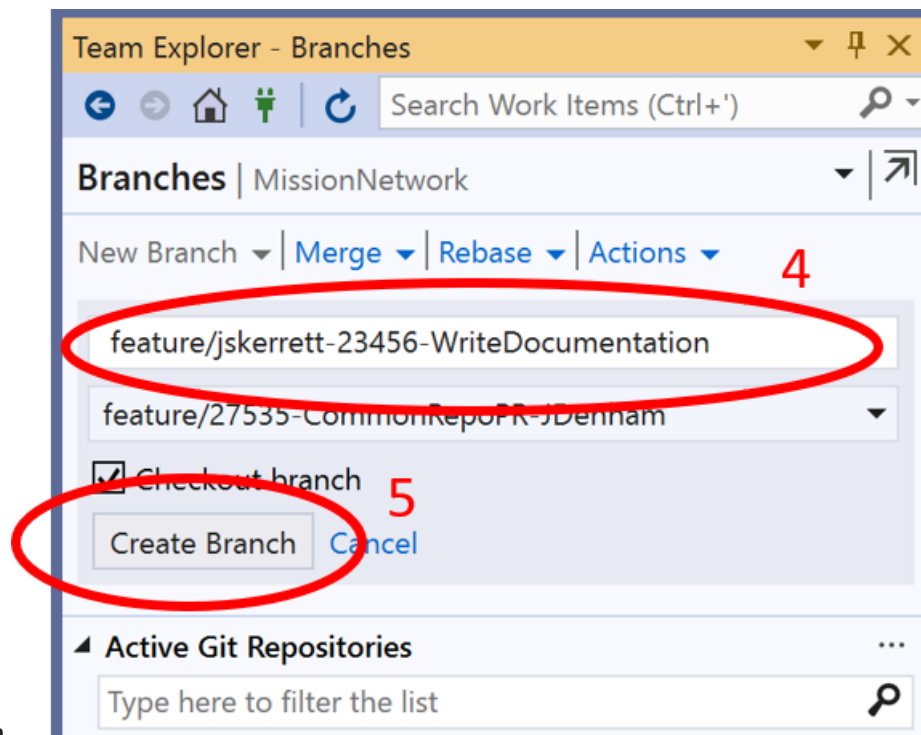 Team Explorer - Branches
Search Work Items (Ctrl+')
Branches | MissionNetwork
New Branch | Merge | Rebase | Actions
4
feature/jskerrett-23456-WriteDocumentation
feature/27535-CommonRepoPR-JDenham
Checkout branch
5
Create Branch Cancel
Active Git Repositories ...
Type here to filter the list